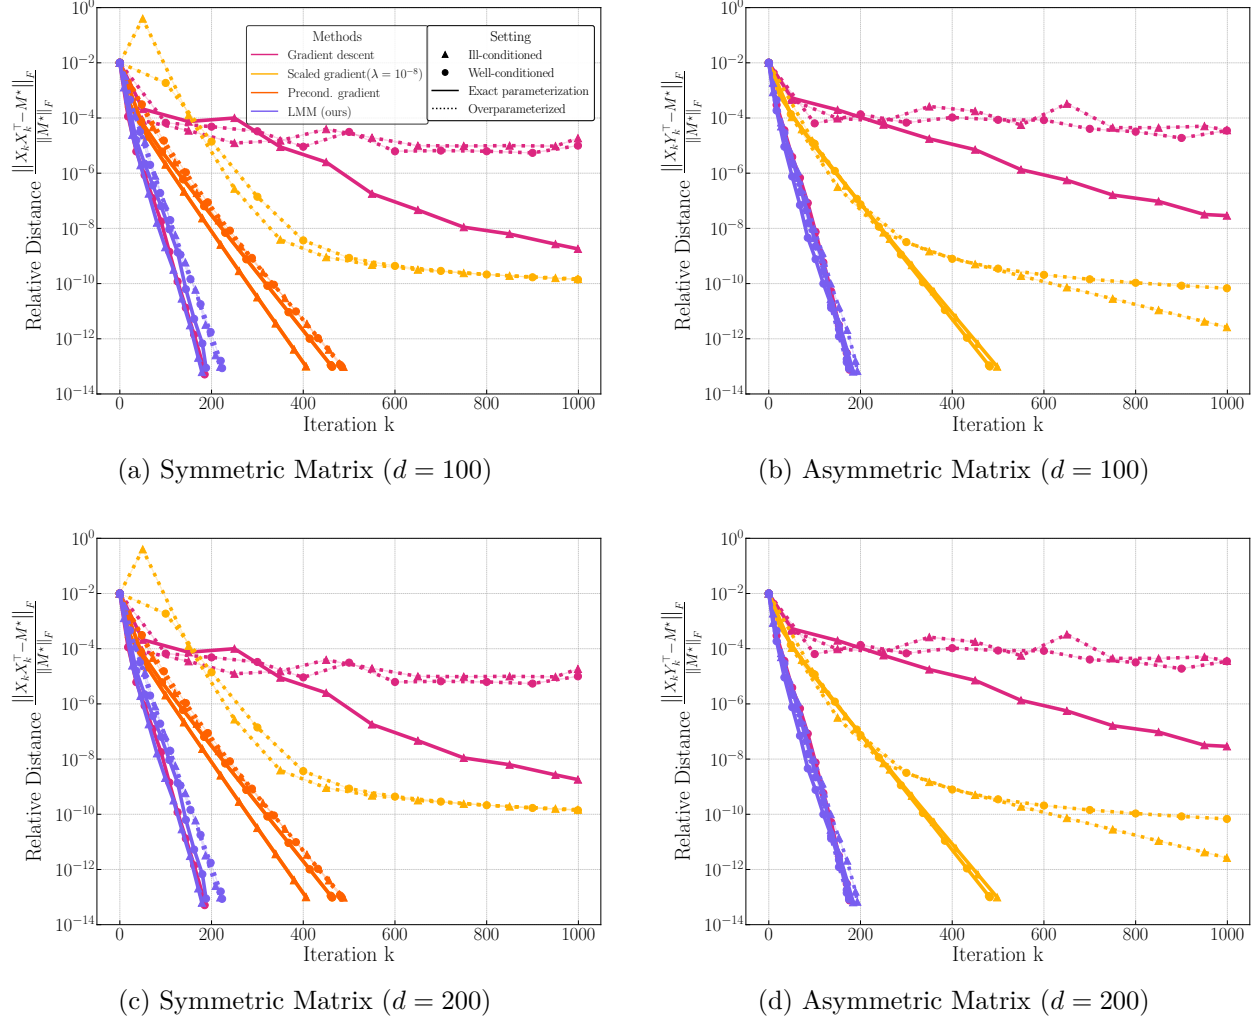 10^0
10^-2
10^-4
10^-6
10^-8
10^-10
10^-12
10^-14
Relative Distance ||X_k X_k^⊤−M^⋆||_F / ||M^⋆||_F
Methods
Gradient descent
Scaled gradient(λ = 10^-8)
Precond. gradient
LMM (ours)
Setting
Ill-conditioned
Well-conditioned
Exact parameterization
Overparameterized
0 200 400 600 800 1000
Iteration k
(a) Symmetric Matrix (d = 100)
10^0
10^-2
10^-4
10^-6
10^-8
10^-10
10^-12
10^-14
Relative Distance ||X_k Y_k^⊤−M^⋆||_F / ||M^⋆||_F
0 200 400 600 800 1000
Iteration k
(b) Asymmetric Matrix (d = 100)
10^0
10^-2
10^-4
10^-6
10^-8
10^-10
10^-12
10^-14
Relative Distance ||X_k X_k^⊤−M^⋆||_F / ||M^⋆||_F
0 200 400 600 800 1000
Iteration k
(c) Symmetric Matrix (d = 200)
10^0
10^-2
10^-4
10^-6
10^-8
10^-10
10^-12
10^-14
Relative Distance ||X_k Y_k^⊤−M^⋆||_F / ||M^⋆||_F
0 200 400 600 800 1000
Iteration k
(d) Asymmetric Matrix (d = 200)